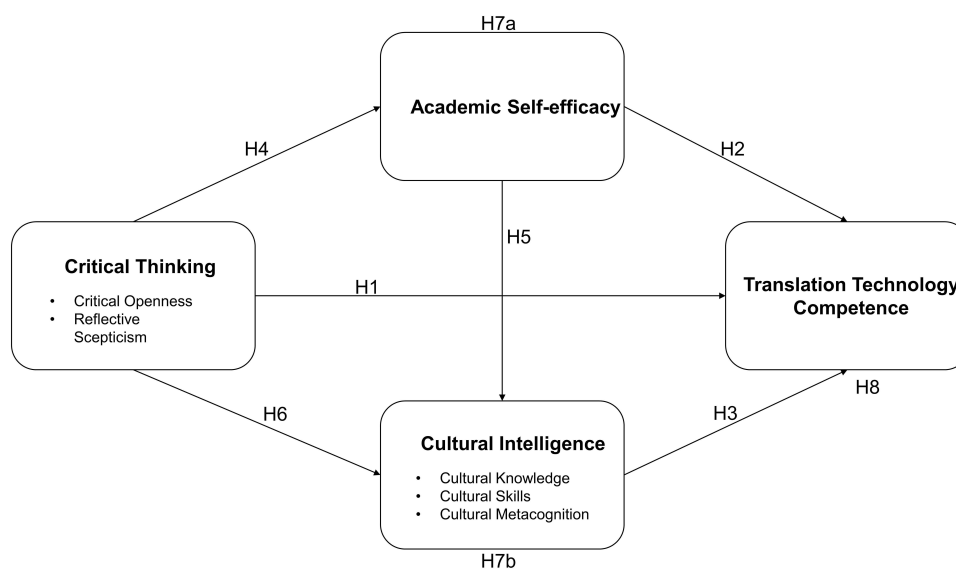 H7a
Academic Self-efficacy
H4
H2
H5
Critical Thinking
• Critical Openness
• Reflective
Scepticism
H1
Translation Technology
Competence
H6
H3
H8
Cultural Intelligence
• Cultural Knowledge
• Cultural Skills
• Cultural Metacognition
H7b